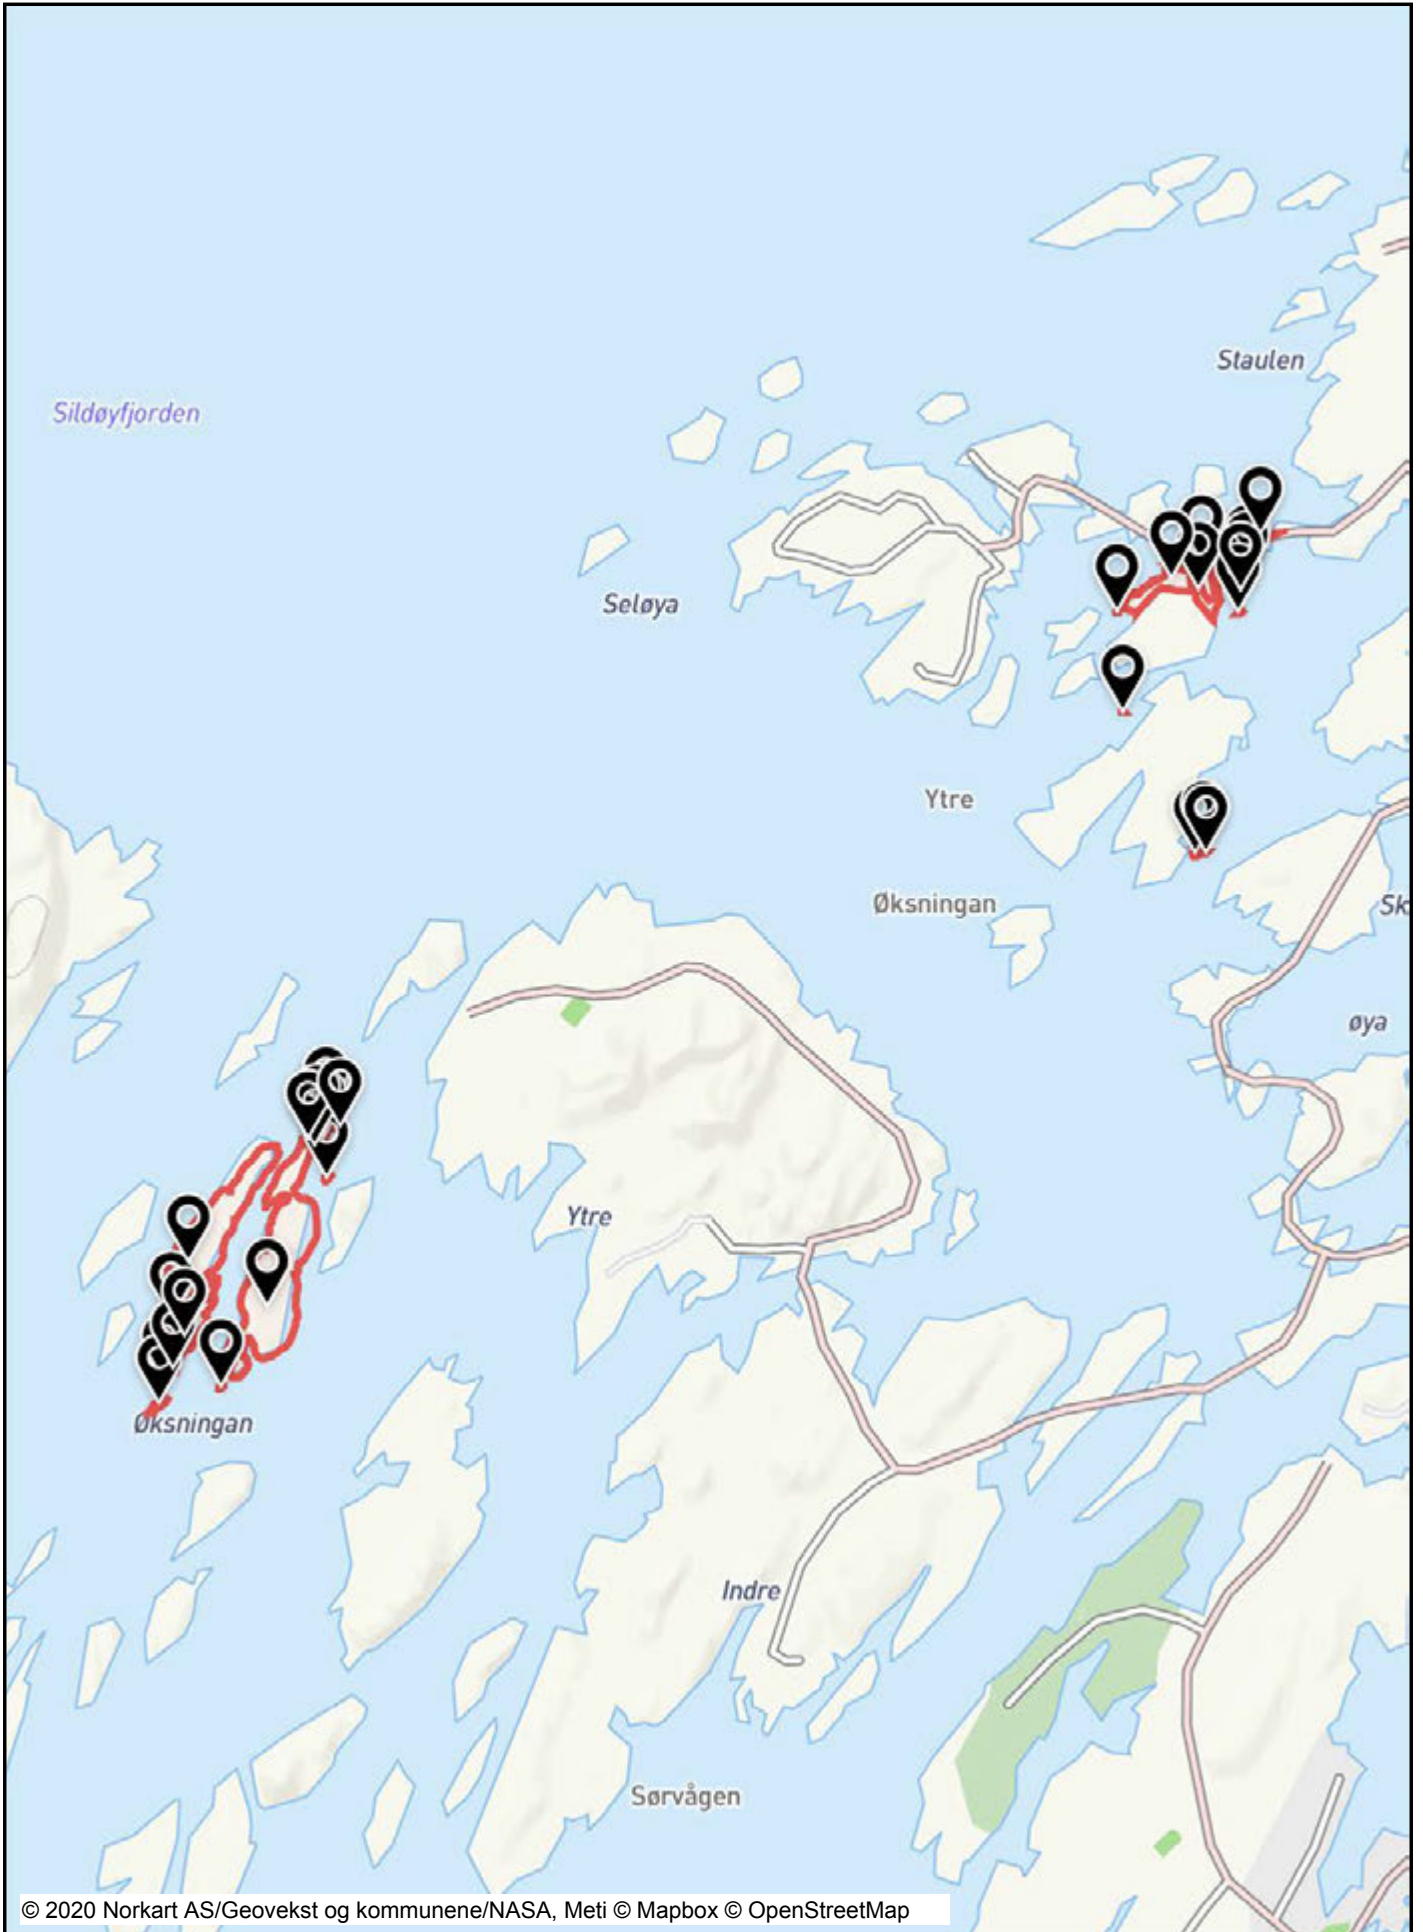 Staulen
Sildøyfjorden
Seløya
Ytre
Øksningan
Sk
øya
Ytre
Øksningan
Indre
Sørvågen
© 2020 Norkart AS/Geovekst og kommunene/NASA, Meti © Mapbox © OpenStreetMap